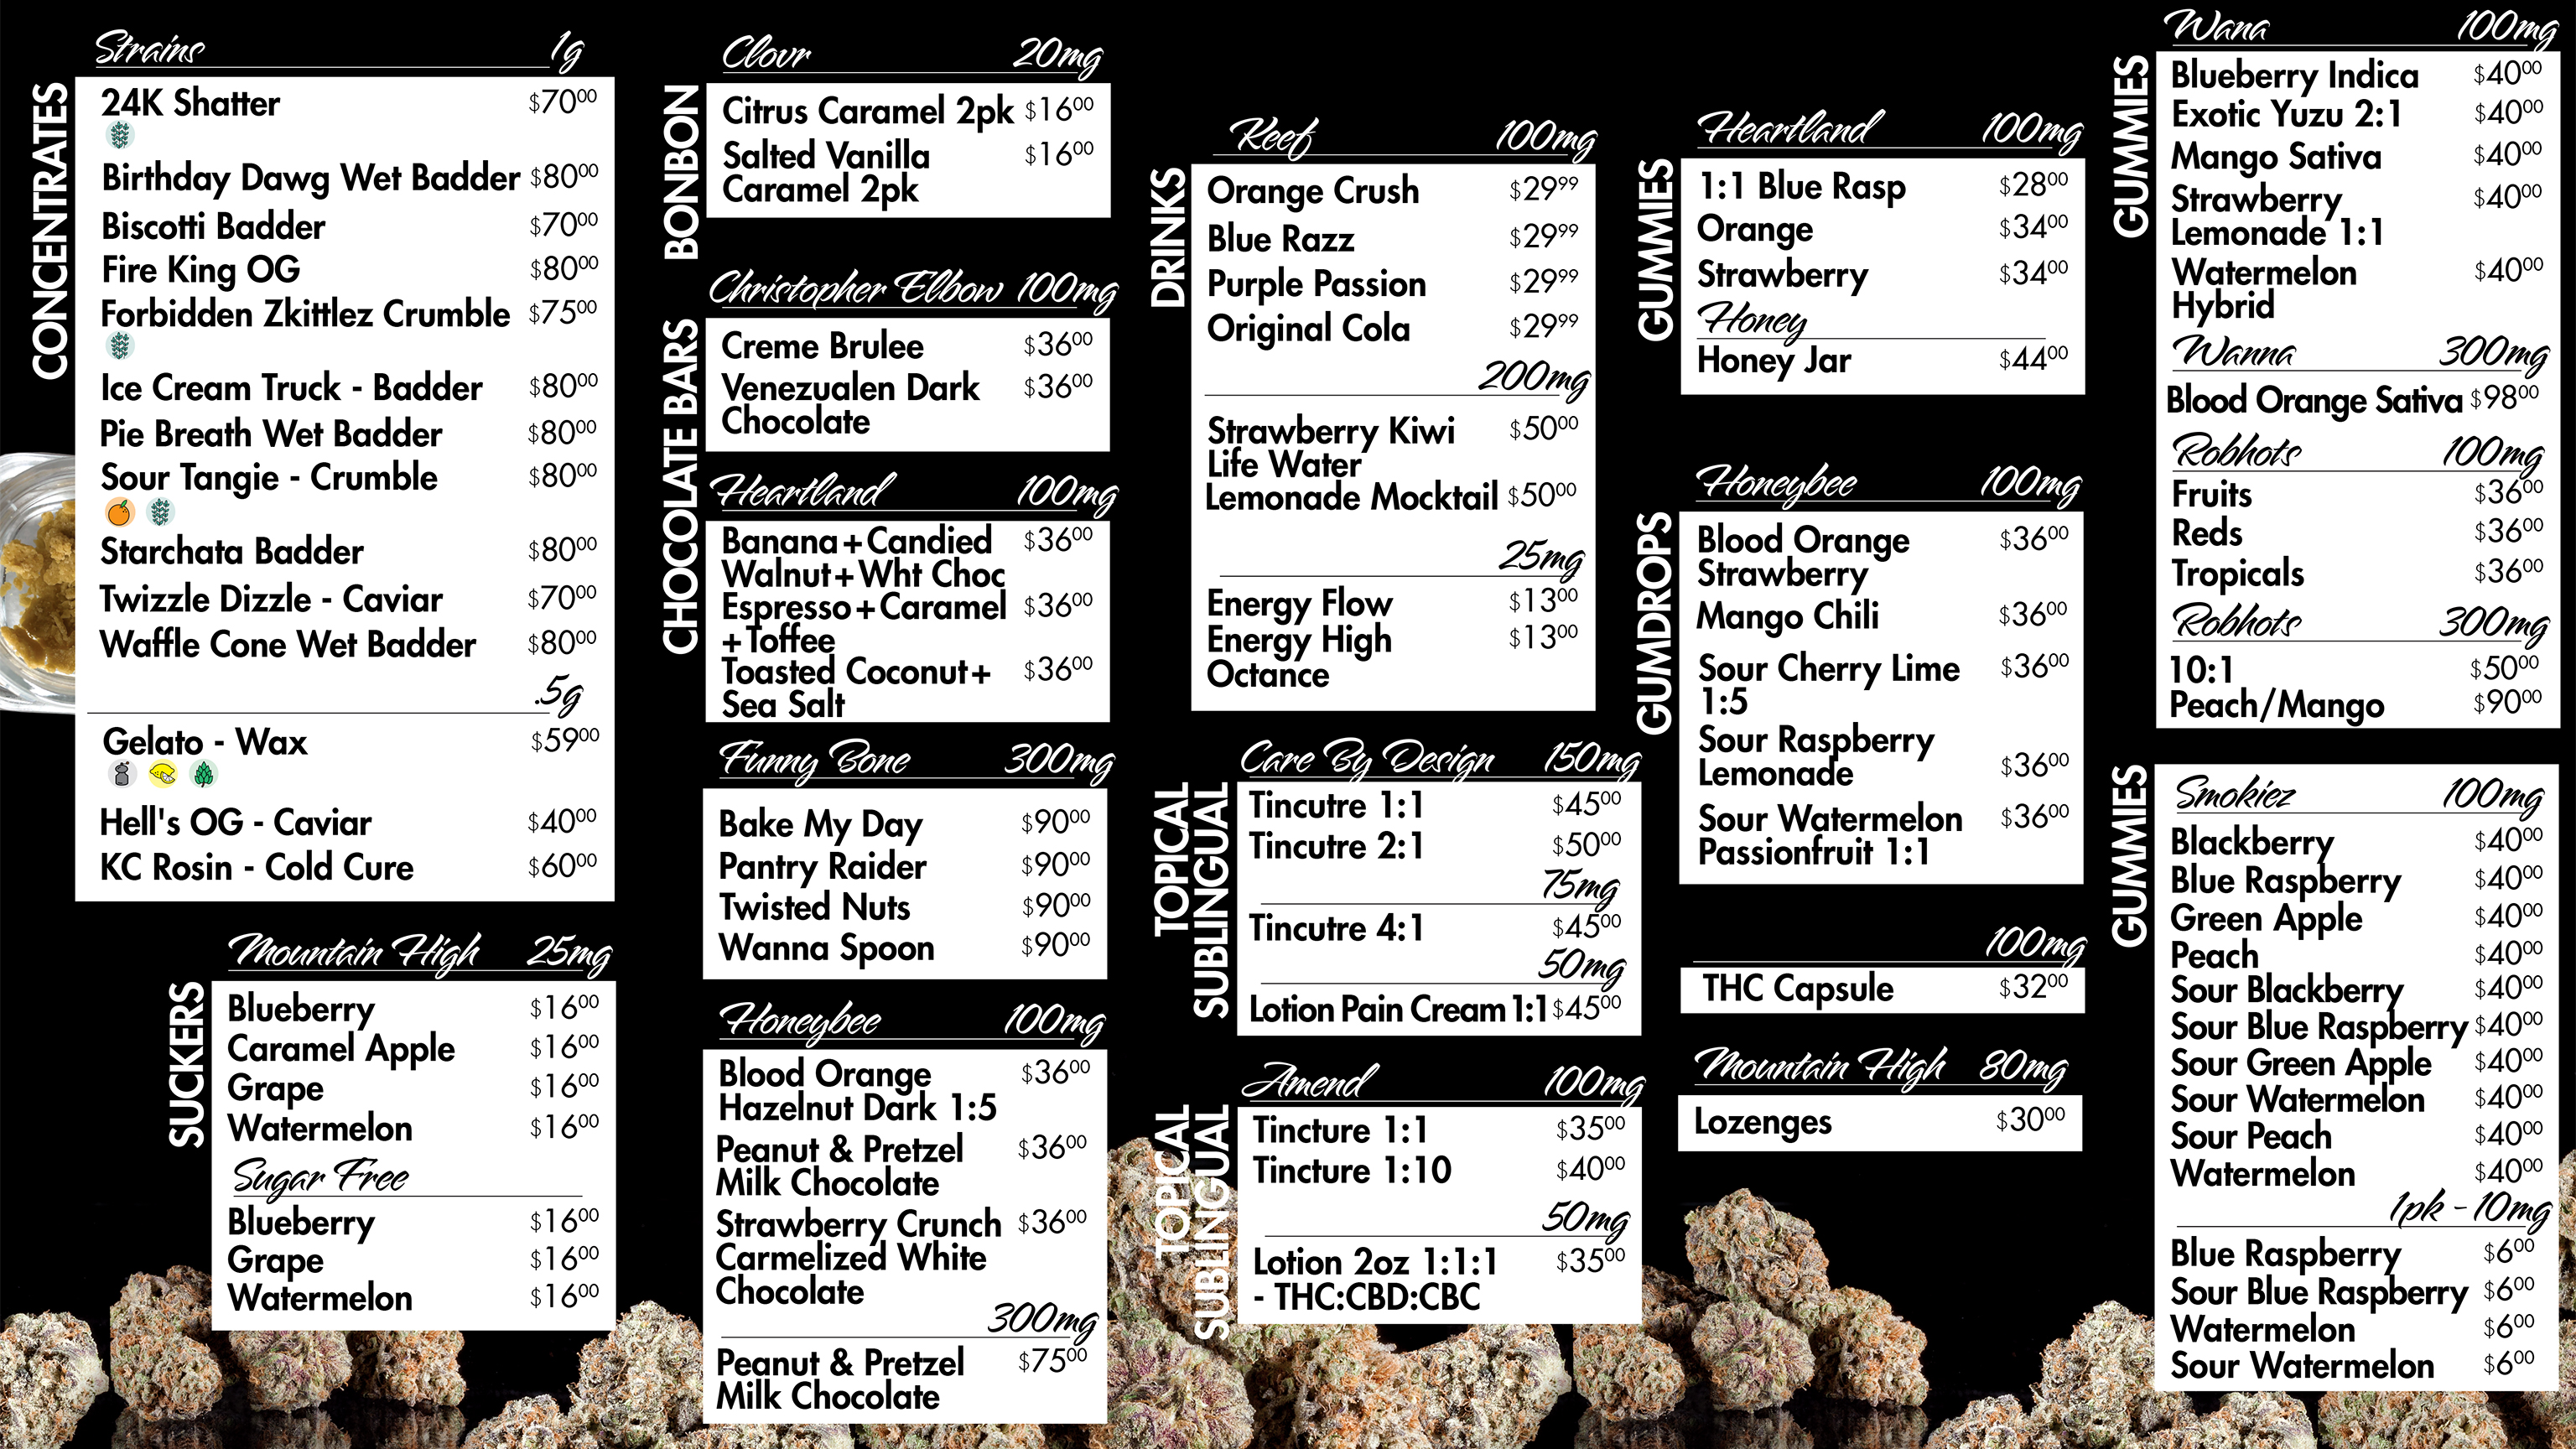 CONCENTRATES
Strains 1g
24K Shatter $70.00
Birthday Dawg Wet Badder $80.00
Biscotti Badder $70.00
Fire King OG $80.00
Forbidden Zkittlez Crumble $75.00
Ice Cream Truck - Badder $80.00
Pie Breath Wet Badder $80.00
Sour Tangie - Crumble $80.00
Starchata Badder $80.00
Twizzle Dizzle - Caviar $70.00
Waffle Cone Wet Badder $80.00
.5g
Gelato - Wax $59.00
Hell's OG - Caviar $40.00
KC Rosin - Cold Cure $60.00
SUCKERS
Mountain High 25mg
Blueberry $16.00
Caramel Apple $16.00
Grape $16.00
Watermelon $16.00
Sugar Free
Blueberry $16.00
Grape $16.00
Watermelon $16.00
BONBON
Clovr 20mg
Citrus Caramel 2pk $16.00
Salted Vanilla $16.00
Caramel 2pk
CHOCOLATE BARS
Christopher Elbow 100mg
Creme Brulee $36.00
Venezualen Dark $36.00
Chocolate
Heartland 100mg
Banana+Candied $36.00
Walnut+Wht Choc
Espresso+Caramel $36.00
+Toffee
Toasted Coconut+ $36.00
Sea Salt
Funny Bone 300mg
Bake My Day $90.00
Pantry Raider $90.00
Twisted Nuts $90.00
Wanna Spoon $90.00
Honeybee 100mg
Blood Orange $36.00
Hazelnut Dark 1:5
Peanut & Pretzel $36.00
Milk Chocolate
Strawberry Crunch $36.00
Carmelized White
Chocolate
300mg
Peanut & Pretzel $75.00
Milk Chocolate
DRINKS
Keef 100mg
Orange Crush $29.99
Blue Razz $29.99
Purple Passion $29.99
Original Cola $29.99
200mg
Strawberry Kiwi $50.00
Life Water
Lemonade Mocktail $50.00
25mg
Energy Flow $13.00
Energy High $13.00
Octance
TOPICAL
SUBLINGUAL
Care By Design 150mg
Tincutre 1:1 $45.00
Tincutre 2:1 $50.00
75mg
Tincutre 4:1 $45.00
50mg
Lotion Pain Cream 1:1 $45.00
TOPICAL
SUBLINGUAL
Amend 100mg
Tincture 1:1 $35.00
Tincture 1:10 $40.00
50mg
Lotion 2oz 1:1:1 $35.00
- THC:CBD:CBC
GUMMIES
Heartland 100mg
1:1 Blue Rasp $28.00
Orange $34.00
Strawberry $34.00
Honey
Honey Jar $44.00
GUMDROPS
Honeybee 100mg
Blood Orange $36.00
Strawberry
Mango Chili $36.00
Sour Cherry Lime $36.00
1:5
Sour Raspberry
Lemonade $36.00
Sour Watermelon $36.00
Passionfruit 1:1
100mg
THC Capsule $32.00
Mountain High 80mg
Lozenges $30.00
GUMMIES
Wana 100mg
Blueberry Indica $40.00
Exotic Yuzu 2:1 $40.00
Mango Sativa $40.00
Strawberry $40.00
Lemonade 1:1
Watermelon $40.00
Hybrid
Wanna 300mg
Blood Orange Sativa $98.00
Robhots 100mg
Fruits $36.00
Reds $36.00
Tropicals $36.00
Robhots 300mg
10:1 $50.00
Peach/Mango $90.00
GUMMIES
Smokiez 100mg
Blackberry $40.00
Blue Raspberry $40.00
Green Apple $40.00
Peach $40.00
Sour Blackberry $40.00
Sour Blue Raspberry $40.00
Sour Green Apple $40.00
Sour Watermelon $40.00
Sour Peach $40.00
Watermelon $40.00
1pk - 10mg
Blue Raspberry $6.00
Sour Blue Raspberry $6.00
Watermelon $6.00
Sour Watermelon $6.00